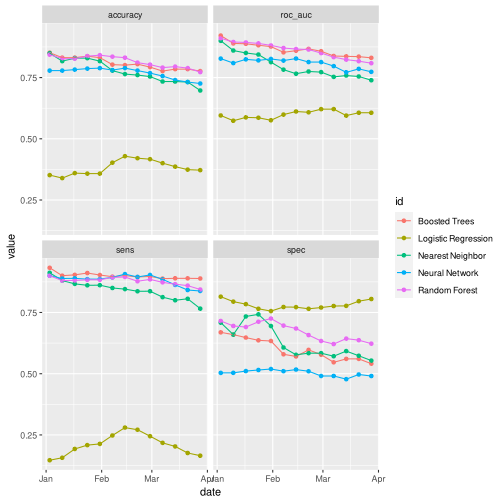 accuracy
roc_auc
0.75
0.50
0.25
sens
spec
0.75
0.50
0.25
Jan
Feb
Mar
Apr
Jan
Feb
Mar
Apr
date
value
id
Boosted Trees
Logistic Regression
Nearest Neighbor
Neural Network
Random Forest